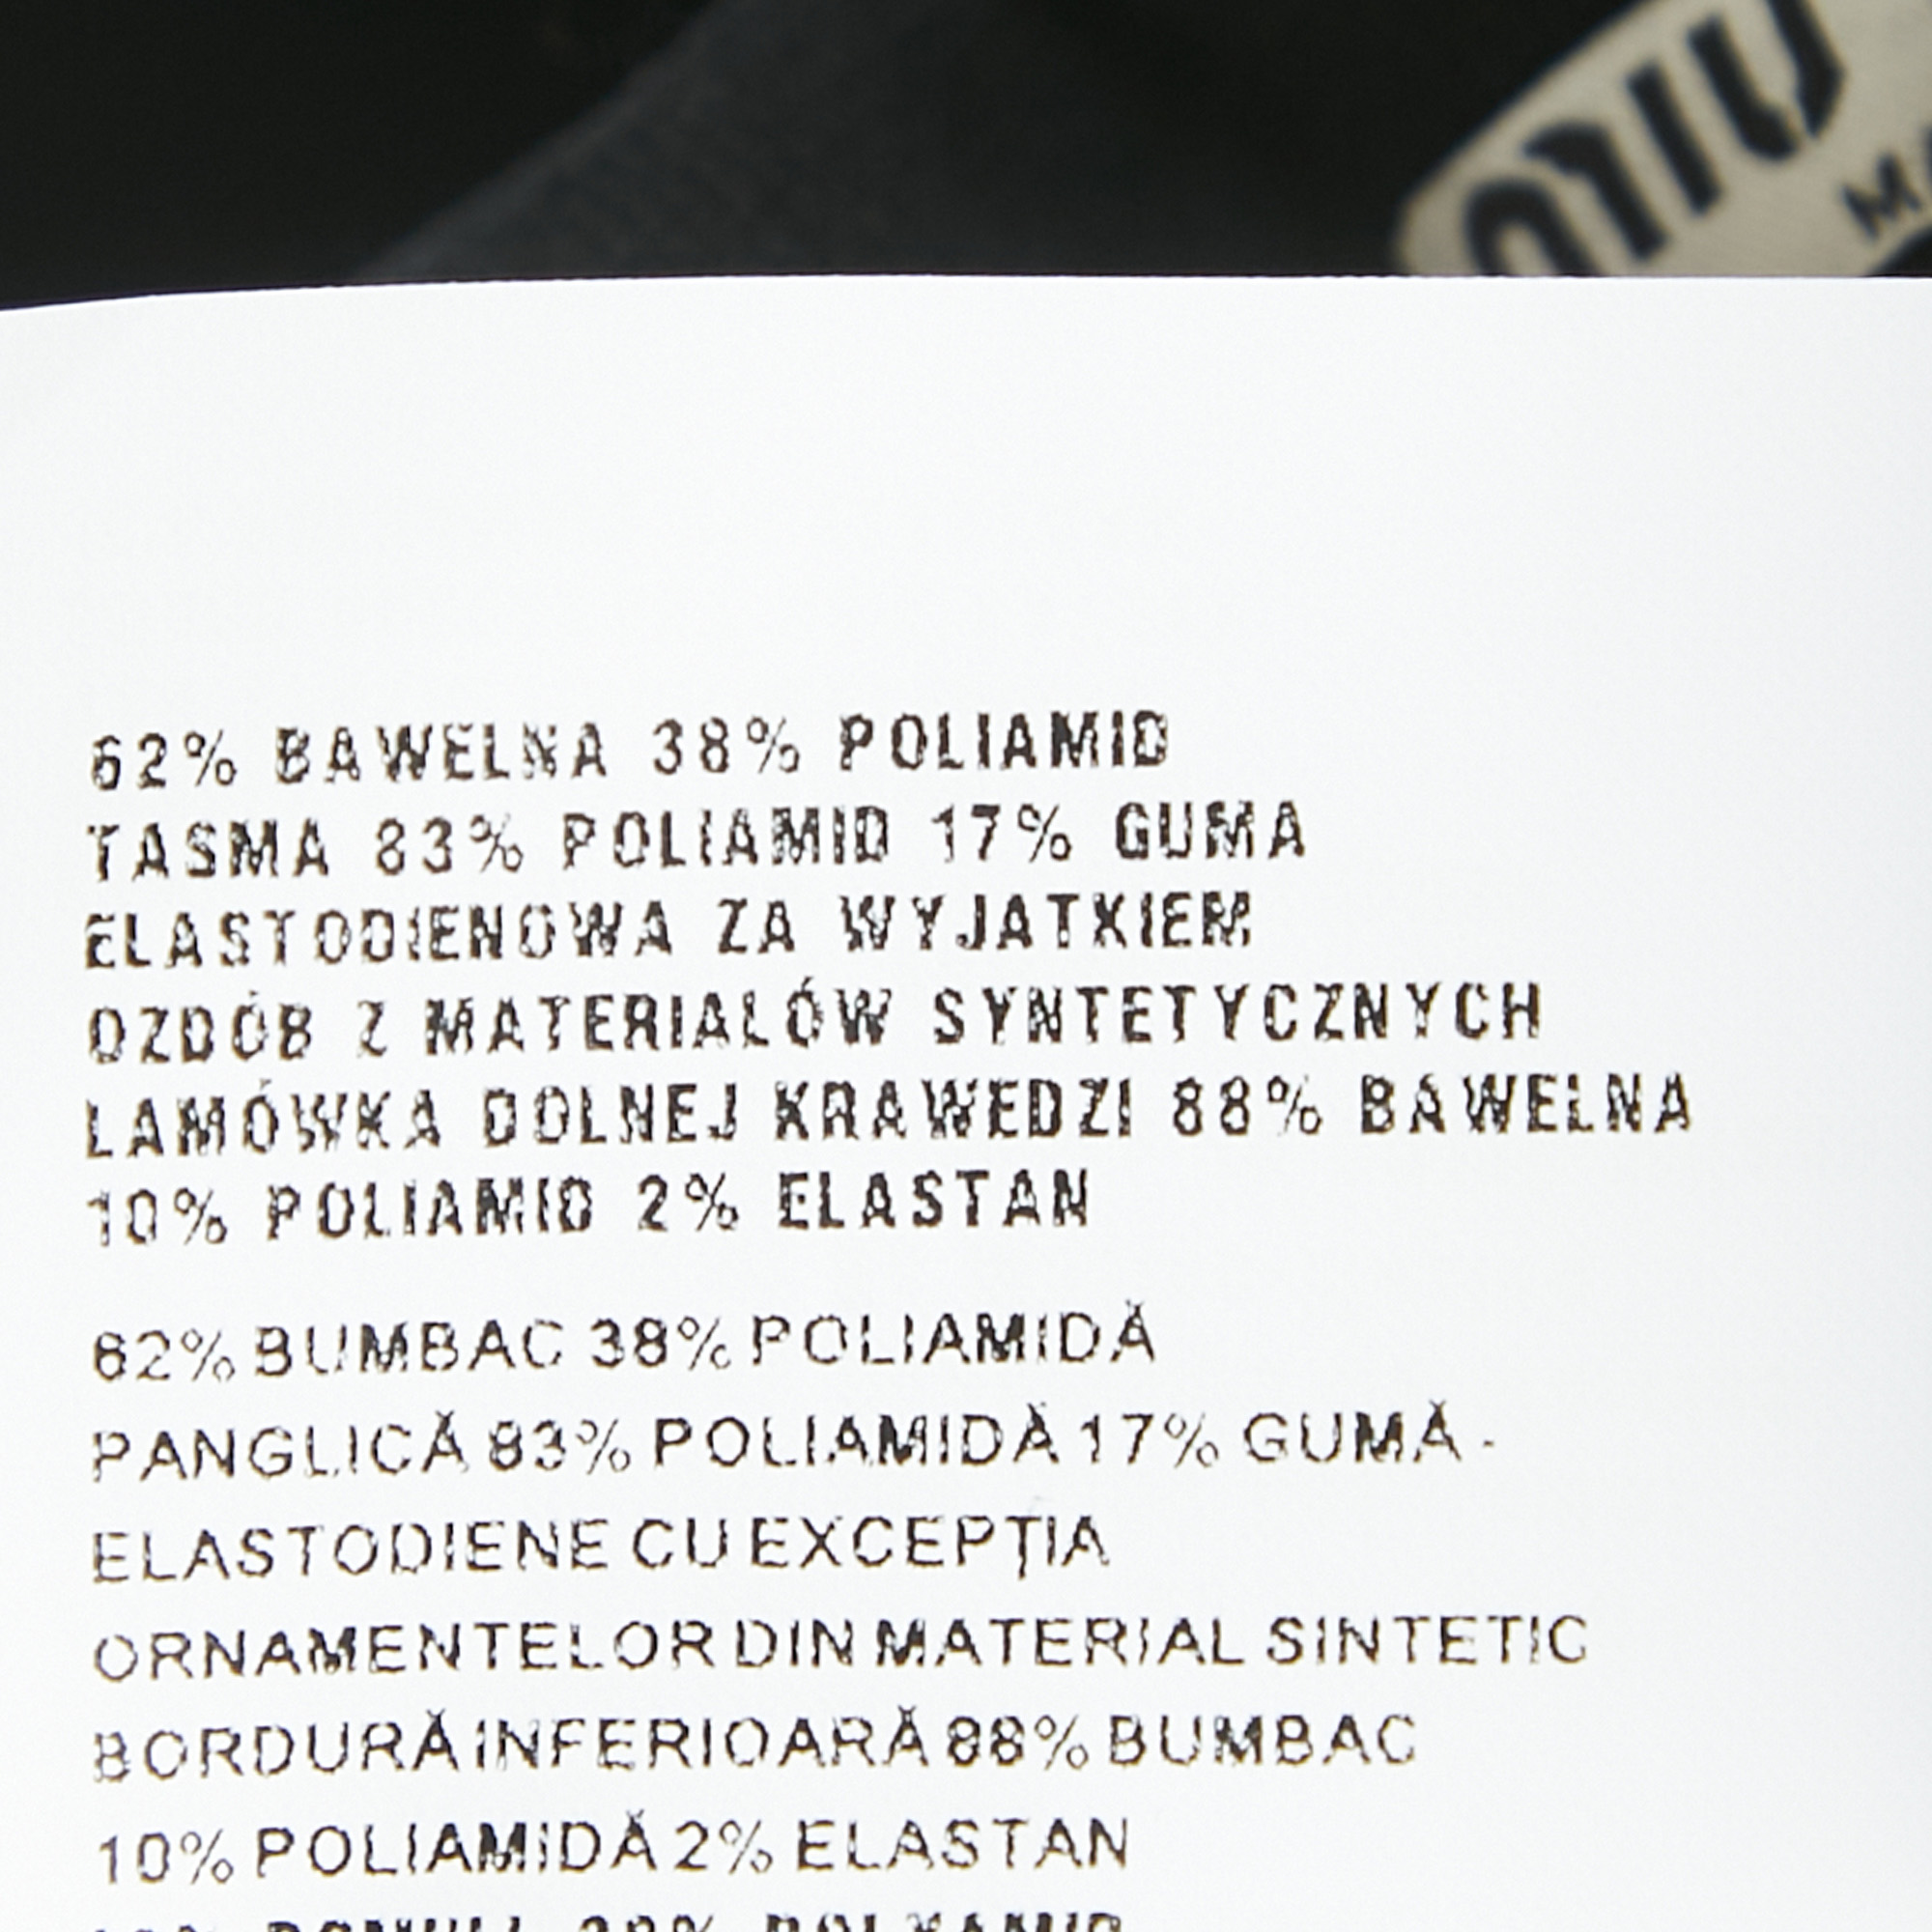 62% BAWELNA 38% POLIAMID
TASMA 83% POLIAMID 17% GUMA
ELASTODIENOWA ZA WYJATKIEM
OZDÓB Z MATERIALÓW SYNTETYCZNYCH
LAMÓWKA DOLNEJ KRAWEDZI 88% BAWELNA
10% POLIAMID 2% ELASTAN
62% BUMBAC 38% POLIAMIDĂ
PANGLICĂ 83% POLIAMIDĂ 17% GUMĂ -
ELASTODIENE CU EXCEPŢIA
ORNAMENTELOR DIN MATERIAL SINTETIC
BORDURĂ INFERIOARĂ 88% BUMBAC
10% POLIAMIDĂ 2% ELASTAN